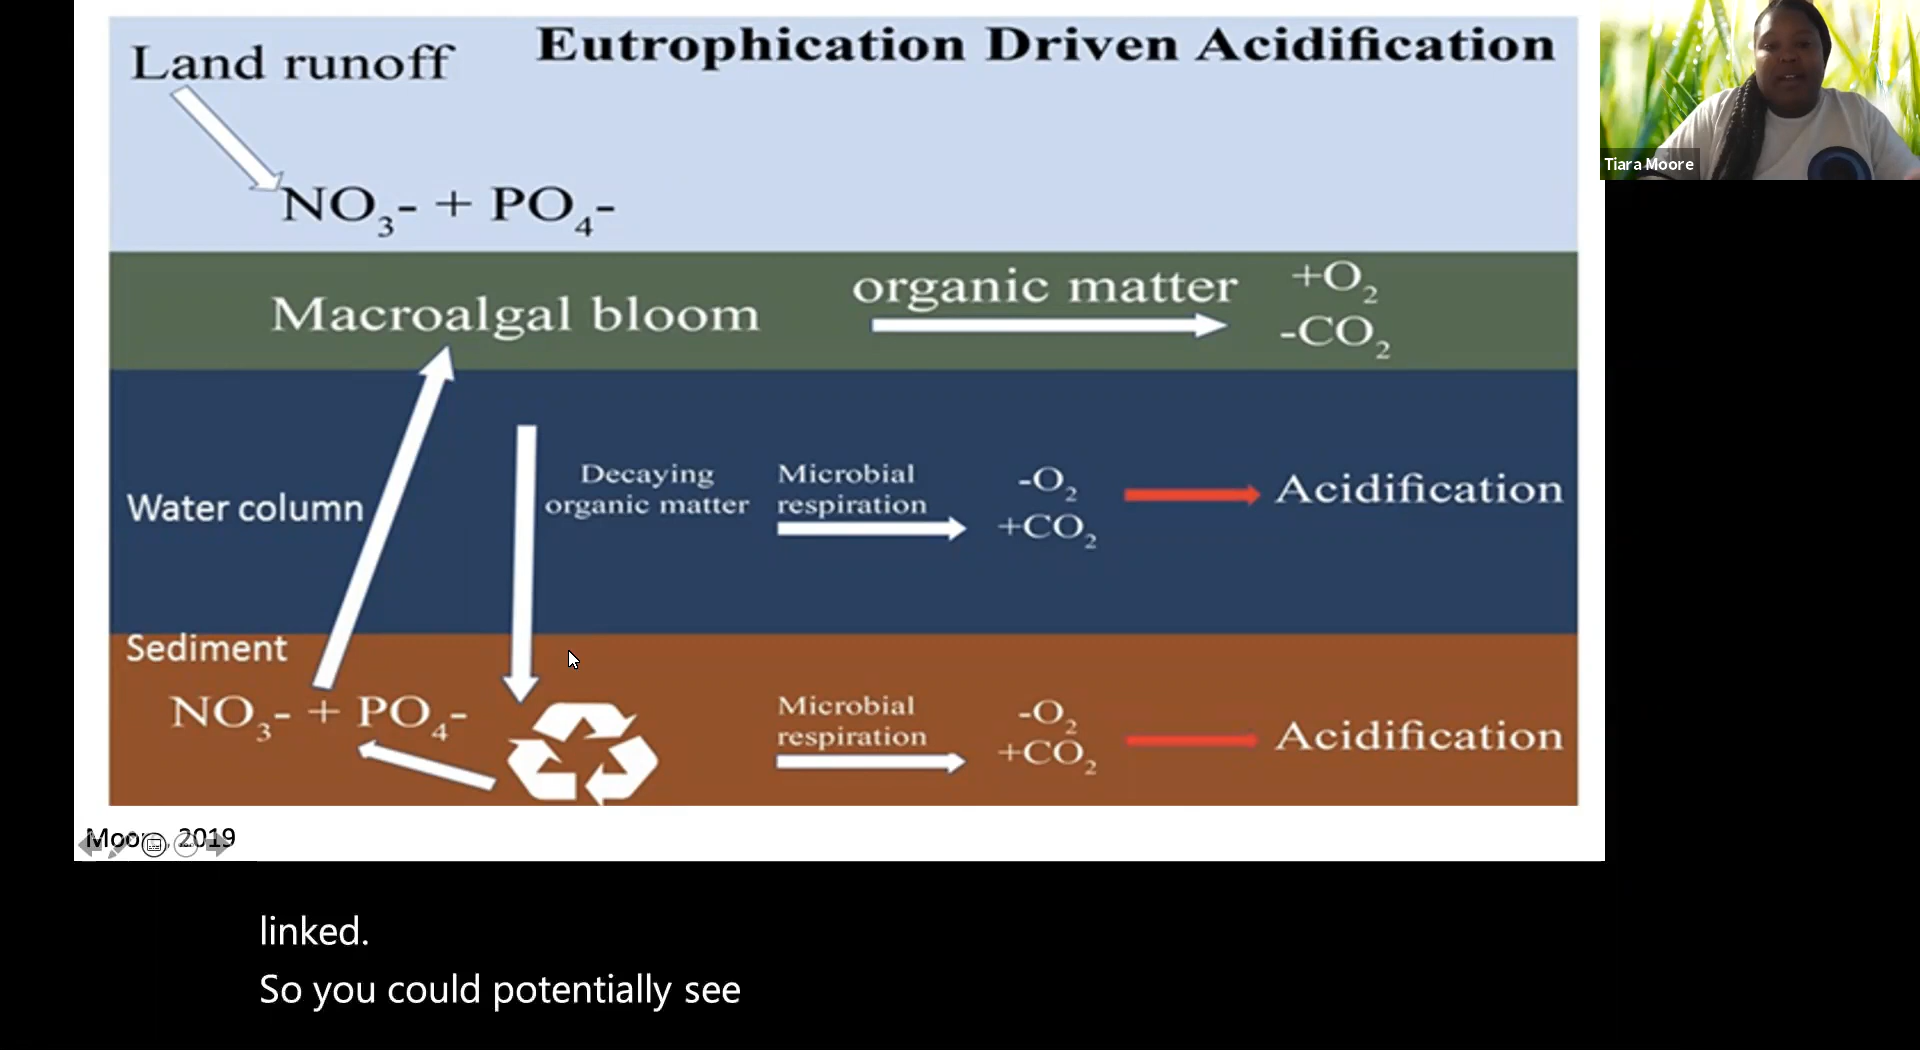 Eutrophication Driven Acidification
Land runoff
NO₃- + PO₄-
Macroalgal bloom
organic matter
+O₂
-CO₂
Water column
Decaying
organic matter
Microbial
respiration
-O₂
+CO₂
Acidification
Sediment
NO₃- + PO₄-
Microbial
respiration
-O₂
+CO₂
Acidification
Moore, 2019
Tiara Moore
linked.
So you could potentially see